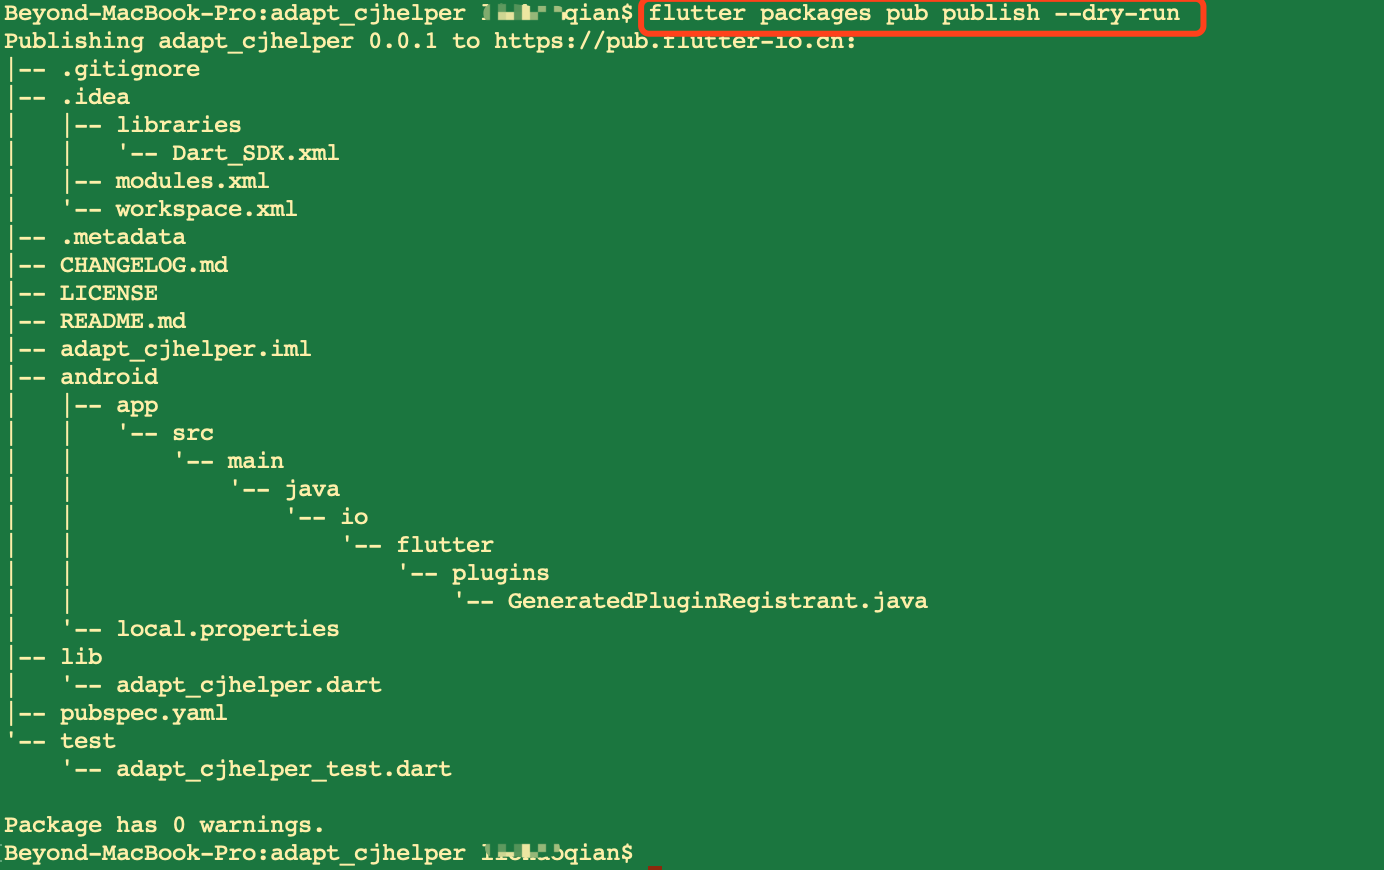 Beyond-MacBook-Pro:adapt_cjhelper qian$ flutter packages pub publish --dry-run
Publishing adapt_cjhelper 0.0.1 to https://pub.flutter-io.cn:
|-- .gitignore
|-- .idea
|   |-- libraries
|   |   '-- Dart_SDK.xml
|   |-- modules.xml
|   '-- workspace.xml
|-- .metadata
|-- CHANGELOG.md
|-- LICENSE
|-- README.md
|-- adapt_cjhelper.iml
|-- android
|   |-- app
|   |   '-- src
|   |       '-- main
|   |           '-- java
|   |               '-- io
|   |                   '-- flutter
|   |                       '-- plugins
|   |                           '-- GeneratedPluginRegistrant.java
|   '-- local.properties
|-- lib
|   '-- adapt_cjhelper.dart
|-- pubspec.yaml
'-- test
    '-- adapt_cjhelper_test.dart
Package has 0 warnings.
Beyond-MacBook-Pro:adapt_cjhelper qian$